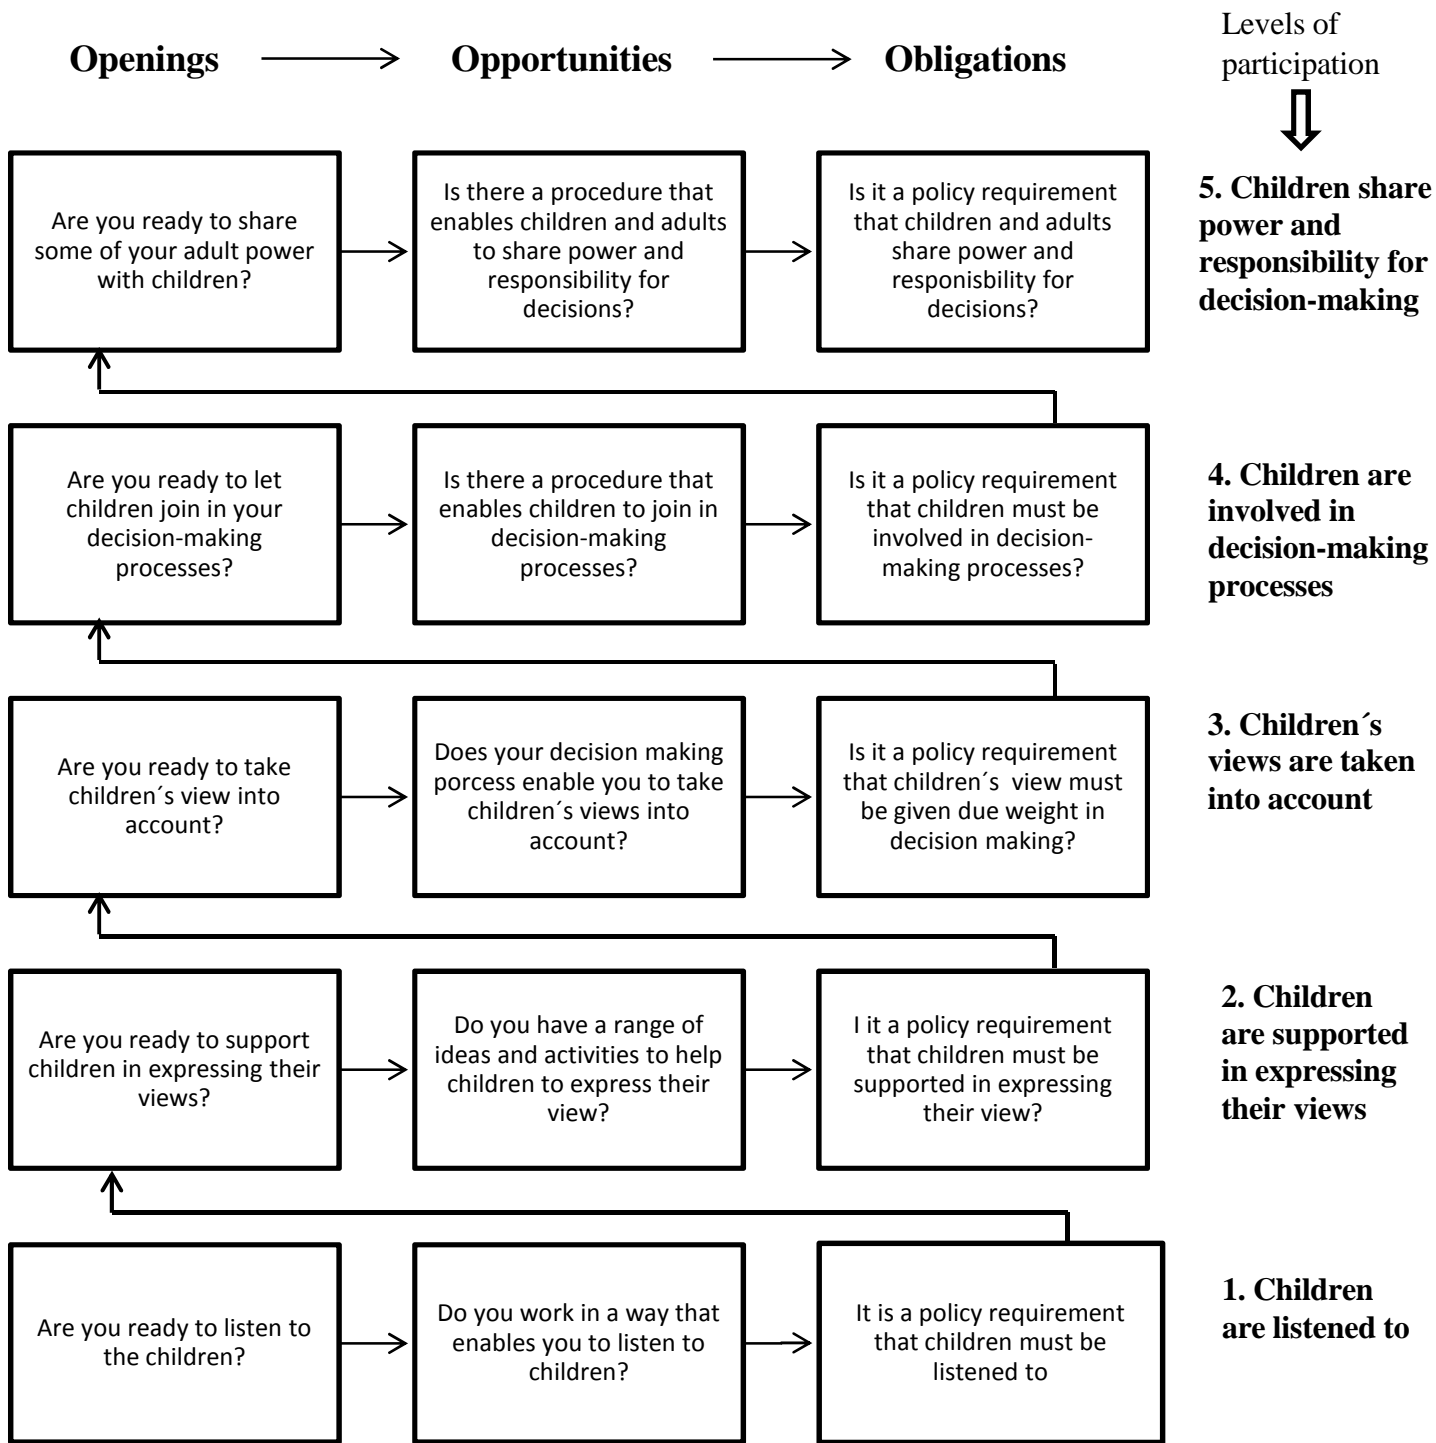 Openings
Opportunities
Obligations
Levels of
participation
Are you ready to share
some of your adult power
with children?
Is there a procedure that
enables children and adults
to share power and
responsibility for
decisions?
Is it a policy requirement
that children and adults
share power and
responisbility for
decisions?
5. Children share
power and
responsibility for
decision-making
Are you ready to let
children join in your
decision-making
processes?
Is there a procedure that
enables children to join in
decision-making
processes?
Is it a policy requirement
that children must be
involved in decision-
making processes?
4. Children are
involved in
decision-making
processes
Are you ready to take
children´s view into
account?
Does your decision making
porcess enable you to take
children´s views into
account?
Is it a policy requirement
that children´s  view must
be given due weight in
decision making?
3. Children´s
views are taken
into account
Are you ready to support
children in expressing their
views?
Do you have a range of
ideas and activities to help
children to express their
view?
I it a policy requirement
that children must be
supported in expressing
their view?
2. Children
are supported
in expressing
their views
Are you ready to listen to
the children?
Do you work in a way that
enables you to listen to
children?
It is a policy requirement
that children must be
listened to
1. Children
are listened to